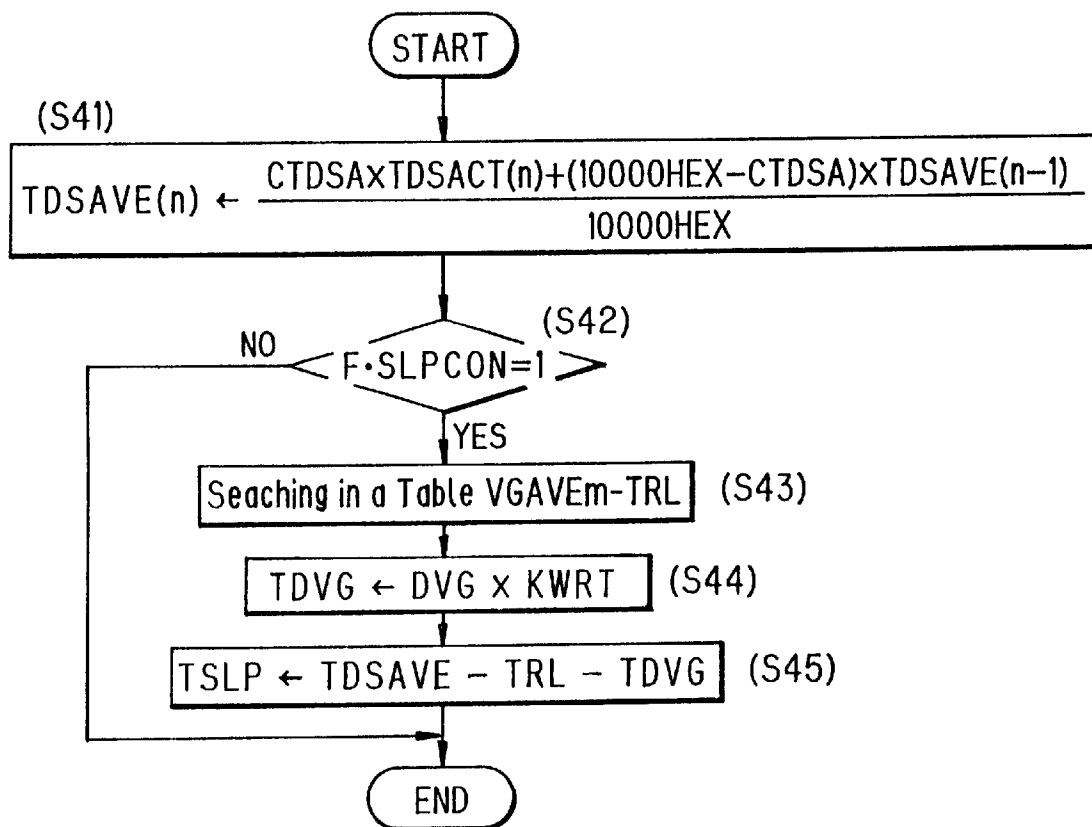 START
(S41)
TDSAVE(n) ← CTDSAxTDSACT(n)+(10000HEX−CTDSA)xTDSAVE(n−1)
10000HEX
(S42)
NO
F·SLPCON=1
YES
Seaching in a Table VGAVEm-TRL (S43)
TDVG ← DVG x KWRT (S44)
TSLP ← TDSAVE − TRL − TDVG (S45)
END